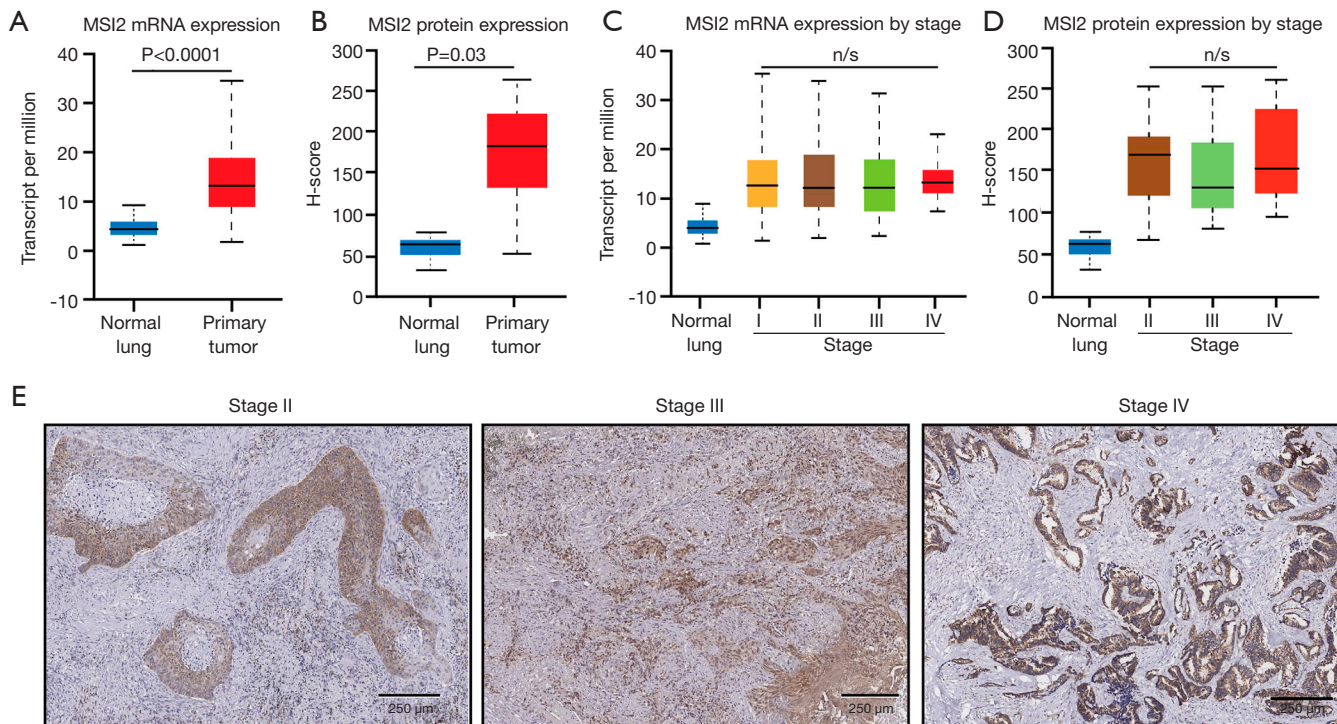 A
MSI2 mRNA expression
P<0.0001
Transcript per million
40
30
20
10
0
-10
Normal lung
Primary tumor
B
MSI2 protein expression
P=0.03
H-score
300
250
200
150
100
50
0
Normal lung
Primary tumor
C
MSI2 mRNA expression by stage
n/s
Transcript per million
40
30
20
10
0
-10
Normal lung
I
II
III
IV
Stage
D
MSI2 protein expression by stage
n/s
H-score
300
250
200
150
100
50
0
Normal lung
II
III
IV
Stage
E
Stage II
250 µm
Stage III
250 µm
Stage IV
250 µm